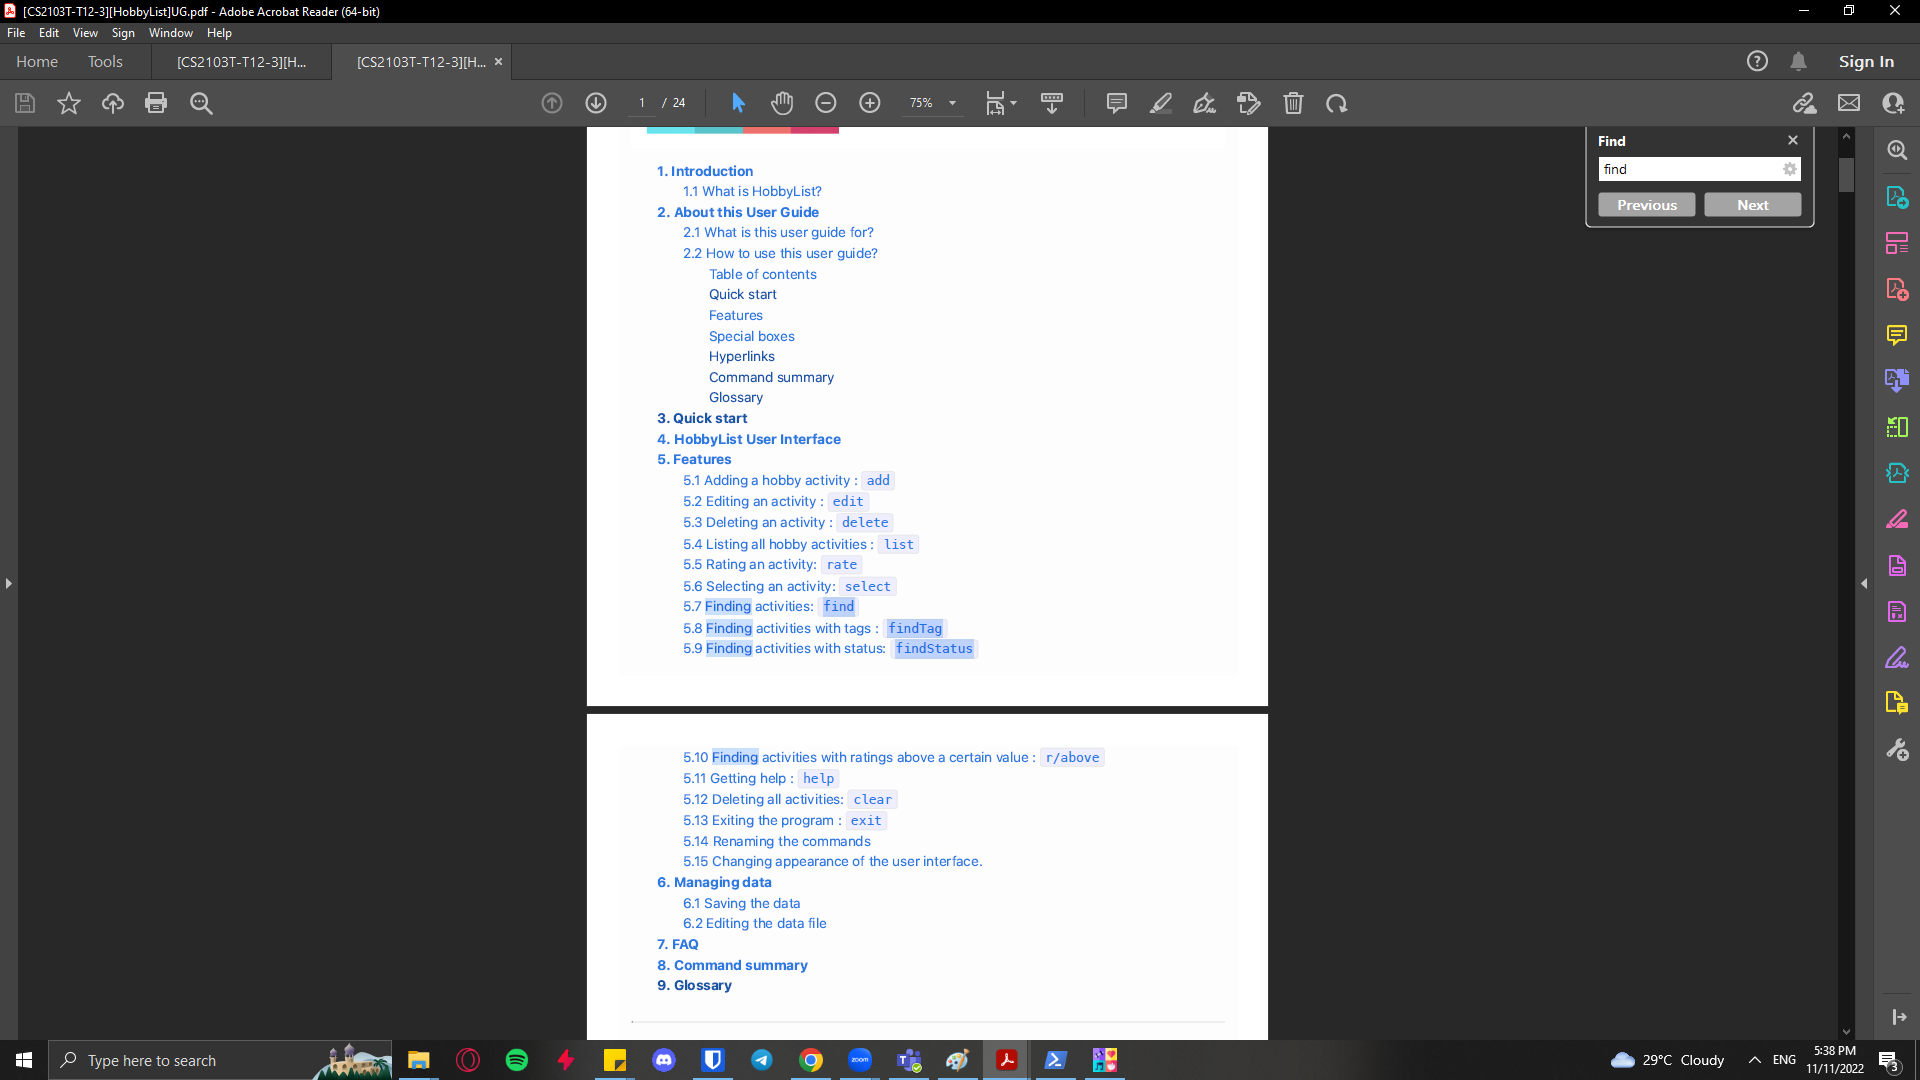 [CS2103T-T12-3][HobbyList]UG.pdf - Adobe Acrobat Reader (64-bit)
File Edit View Sign Window Help
Home Tools [CS2103T-T12-3][H... [CS2103T-T12-3][H... × Sign In
1 / 24 75%
Find
find
Previous Next
1. Introduction
1.1 What is HobbyList?
2. About this User Guide
2.1 What is this user guide for?
2.2 How to use this user guide?
Table of contents
Quick start
Features
Special boxes
Hyperlinks
Command summary
Glossary
3. Quick start
4. HobbyList User Interface
5. Features
5.1 Adding a hobby activity : add
5.2 Editing an activity : edit
5.3 Deleting an activity : delete
5.4 Listing all hobby activities : list
5.5 Rating an activity: rate
5.6 Selecting an activity: select
5.7 Finding activities: find
5.8 Finding activities with tags : findTag
5.9 Finding activities with status: findStatus
5.10 Finding activities with ratings above a certain value : r/above
5.11 Getting help : help
5.12 Deleting all activities: clear
5.13 Exiting the program : exit
5.14 Renaming the commands
5.15 Changing appearance of the user interface.
6. Managing data
6.1 Saving the data
6.2 Editing the data file
7. FAQ
8. Command summary
9. Glossary
Type here to search
zoom
29°C Cloudy
ENG
5:38 PM
11/11/2022
3